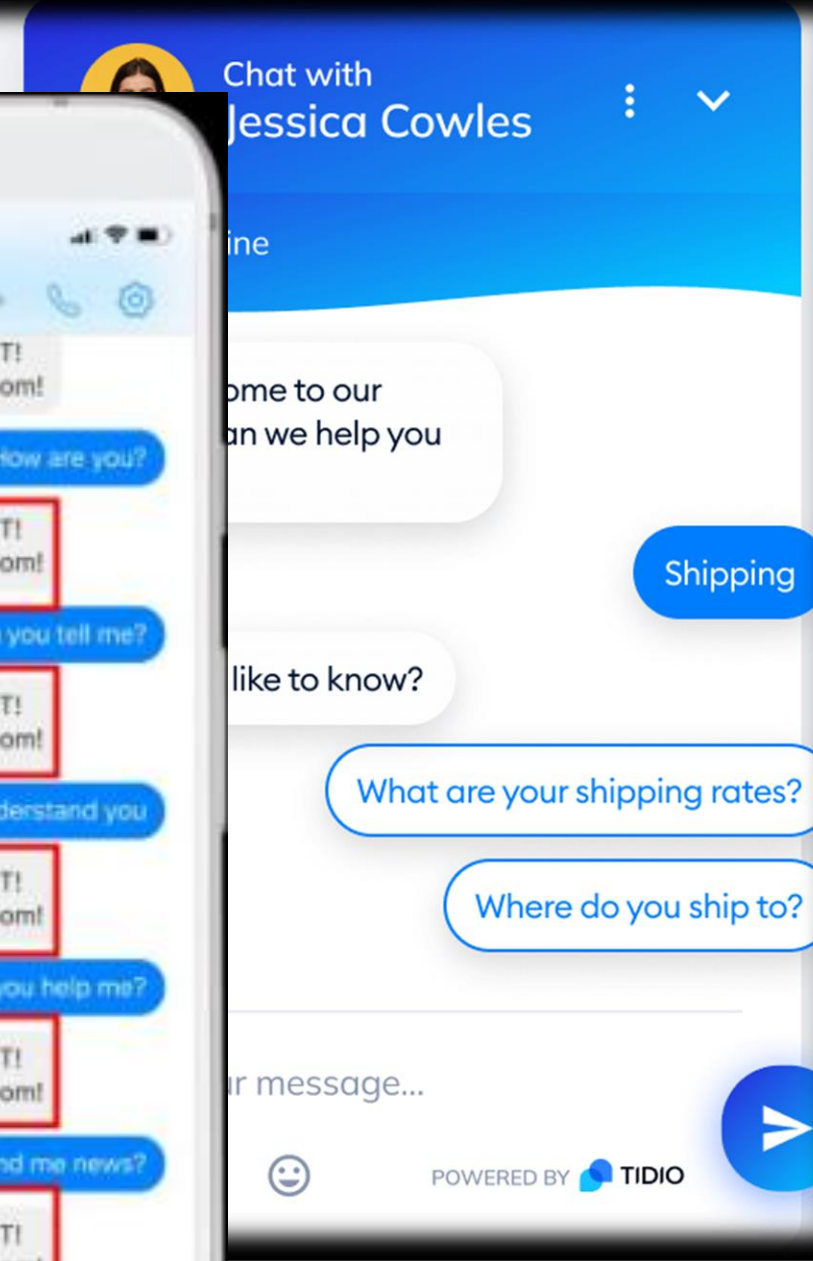 Chat with
Jessica Cowles
ine
ome to our
an we help you
Shipping
like to know?
What are your shipping rates?
Where do you ship to?
ur message...
POWERED BY TIDIO
T!
om!
How are you?
T!
om!
you tell me?
T!
om!
derstand you
T!
om!
you help me?
T!
om!
nd me news?
T!